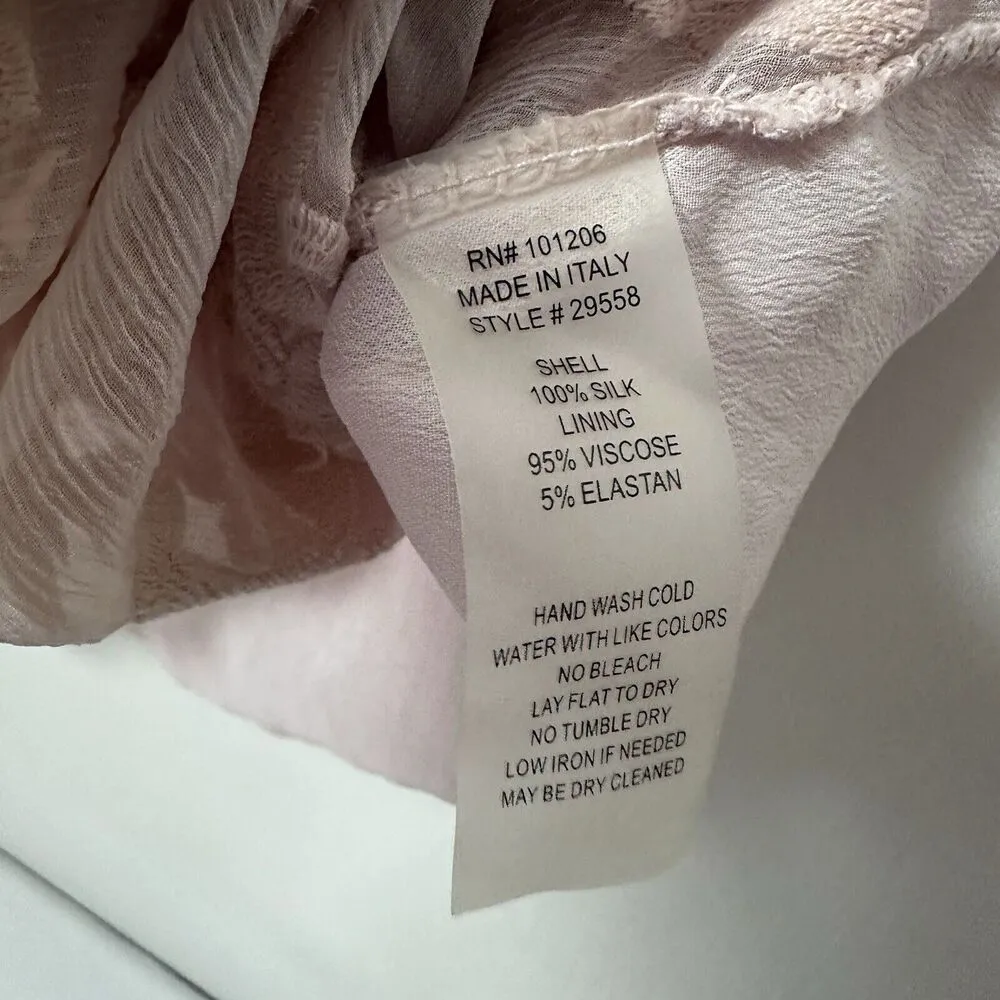 RN# 101206
MADE IN ITALY
STYLE # 29558
SHELL
100% SILK
LINING
95% VISCOSE
5% ELASTAN
HAND WASH COLD
WATER WITH LIKE COLORS
NO BLEACH
LAY FLAT TO DRY
NO TUMBLE DRY
LOW IRON IF NEEDED
MAY BE DRY CLEANED